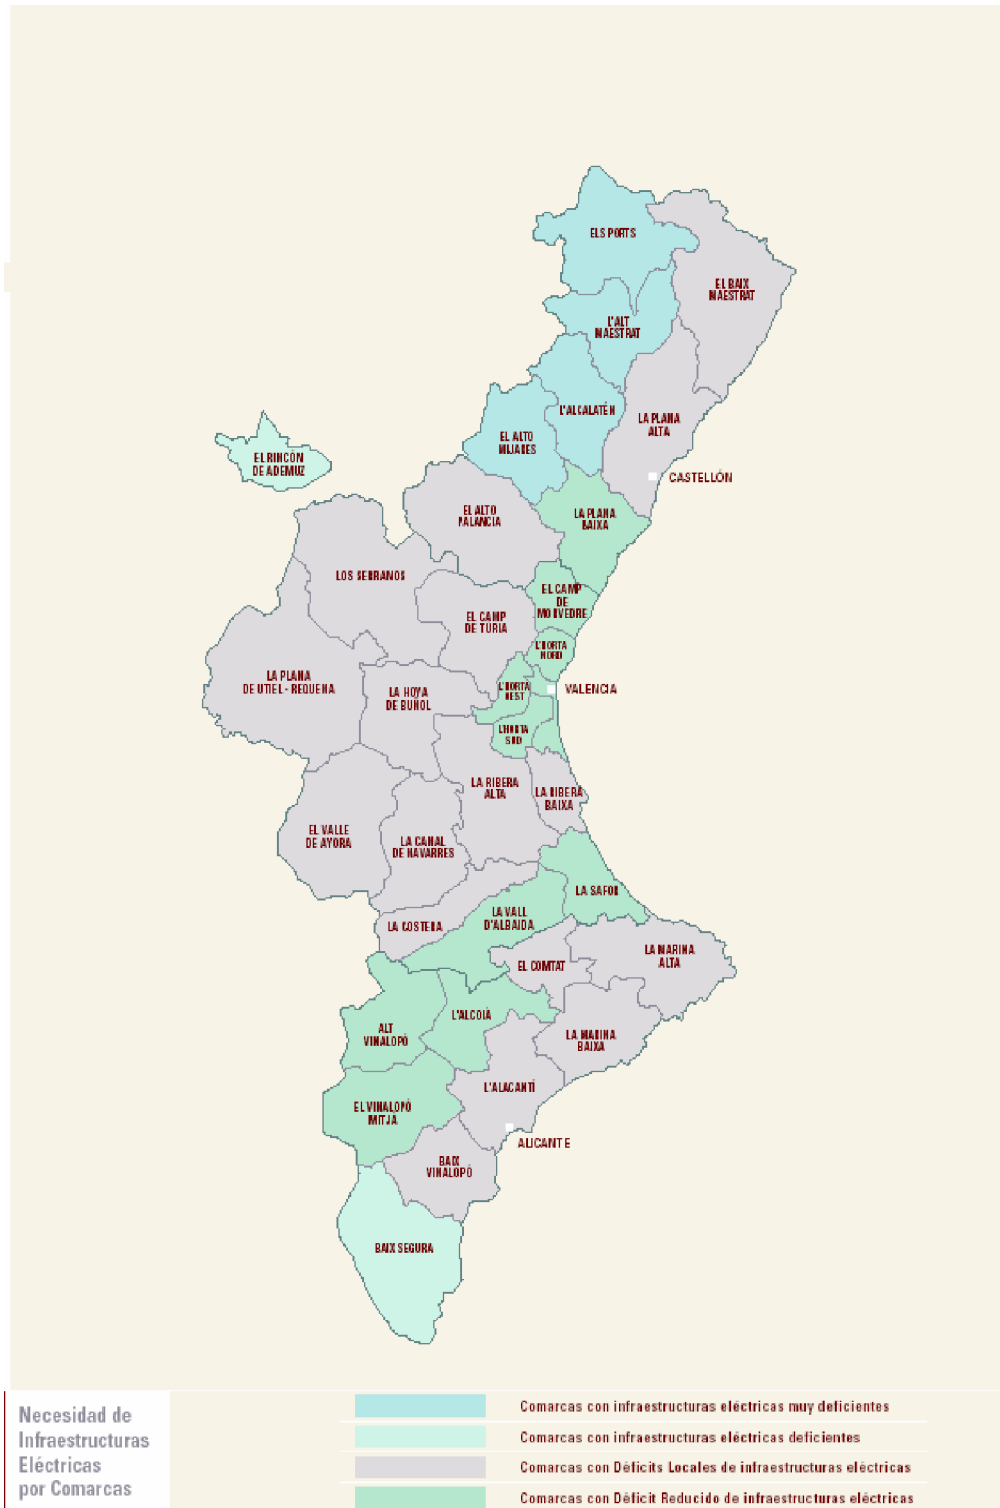 ELS PORTS
EL BAIX
MAESTRAT
L'ALT
MAESTRAT
L'ALCALATÉN
LA PLANA
ALTA
EL ALTO
MIJARES
EL RINCÓN
DE ADEMUZ
CASTELLÓN
EL ALTO
PALANCIA
LA PLANA
BAIXA
LOS SERRANOS
EL CAMP
DE
MORVEDRE
EL CAMP
DE TURIA
L'HORTA
NORD
LA PLANA
DE UTIEL - REQUENA
LA HOYA
DE BUÑOL
L'HORTA
OEST
VALENCIA
L'HORTA
SUD
LA RIBERA
ALTA
LA RIBERA
BAIXA
EL VALLE
DE AYORA
LA CANAL
DE NAVARRES
LA SAFOR
LA COSTERA
LA VALL
D'ALBAIDA
EL COMTAT
LA MARINA
ALTA
L'ALCOIÀ
ALT
VINALOPÓ
LA MARINA
BAIXA
L'ALACANTÍ
EL VINALOPÓ
MITJA
ALICANTE
BAIX
VINALOPÓ
BAIX SEGURA
Necesidad de
Infraestructuras
Eléctricas
por Comarcas
Comarcas con infraestructuras eléctricas muy deficientes
Comarcas con infraestructuras eléctricas deficientes
Comarcas con Déficits Locales de infraestructuras eléctricas
Comarcas con Déficit Reducido de infraestructuras eléctricas